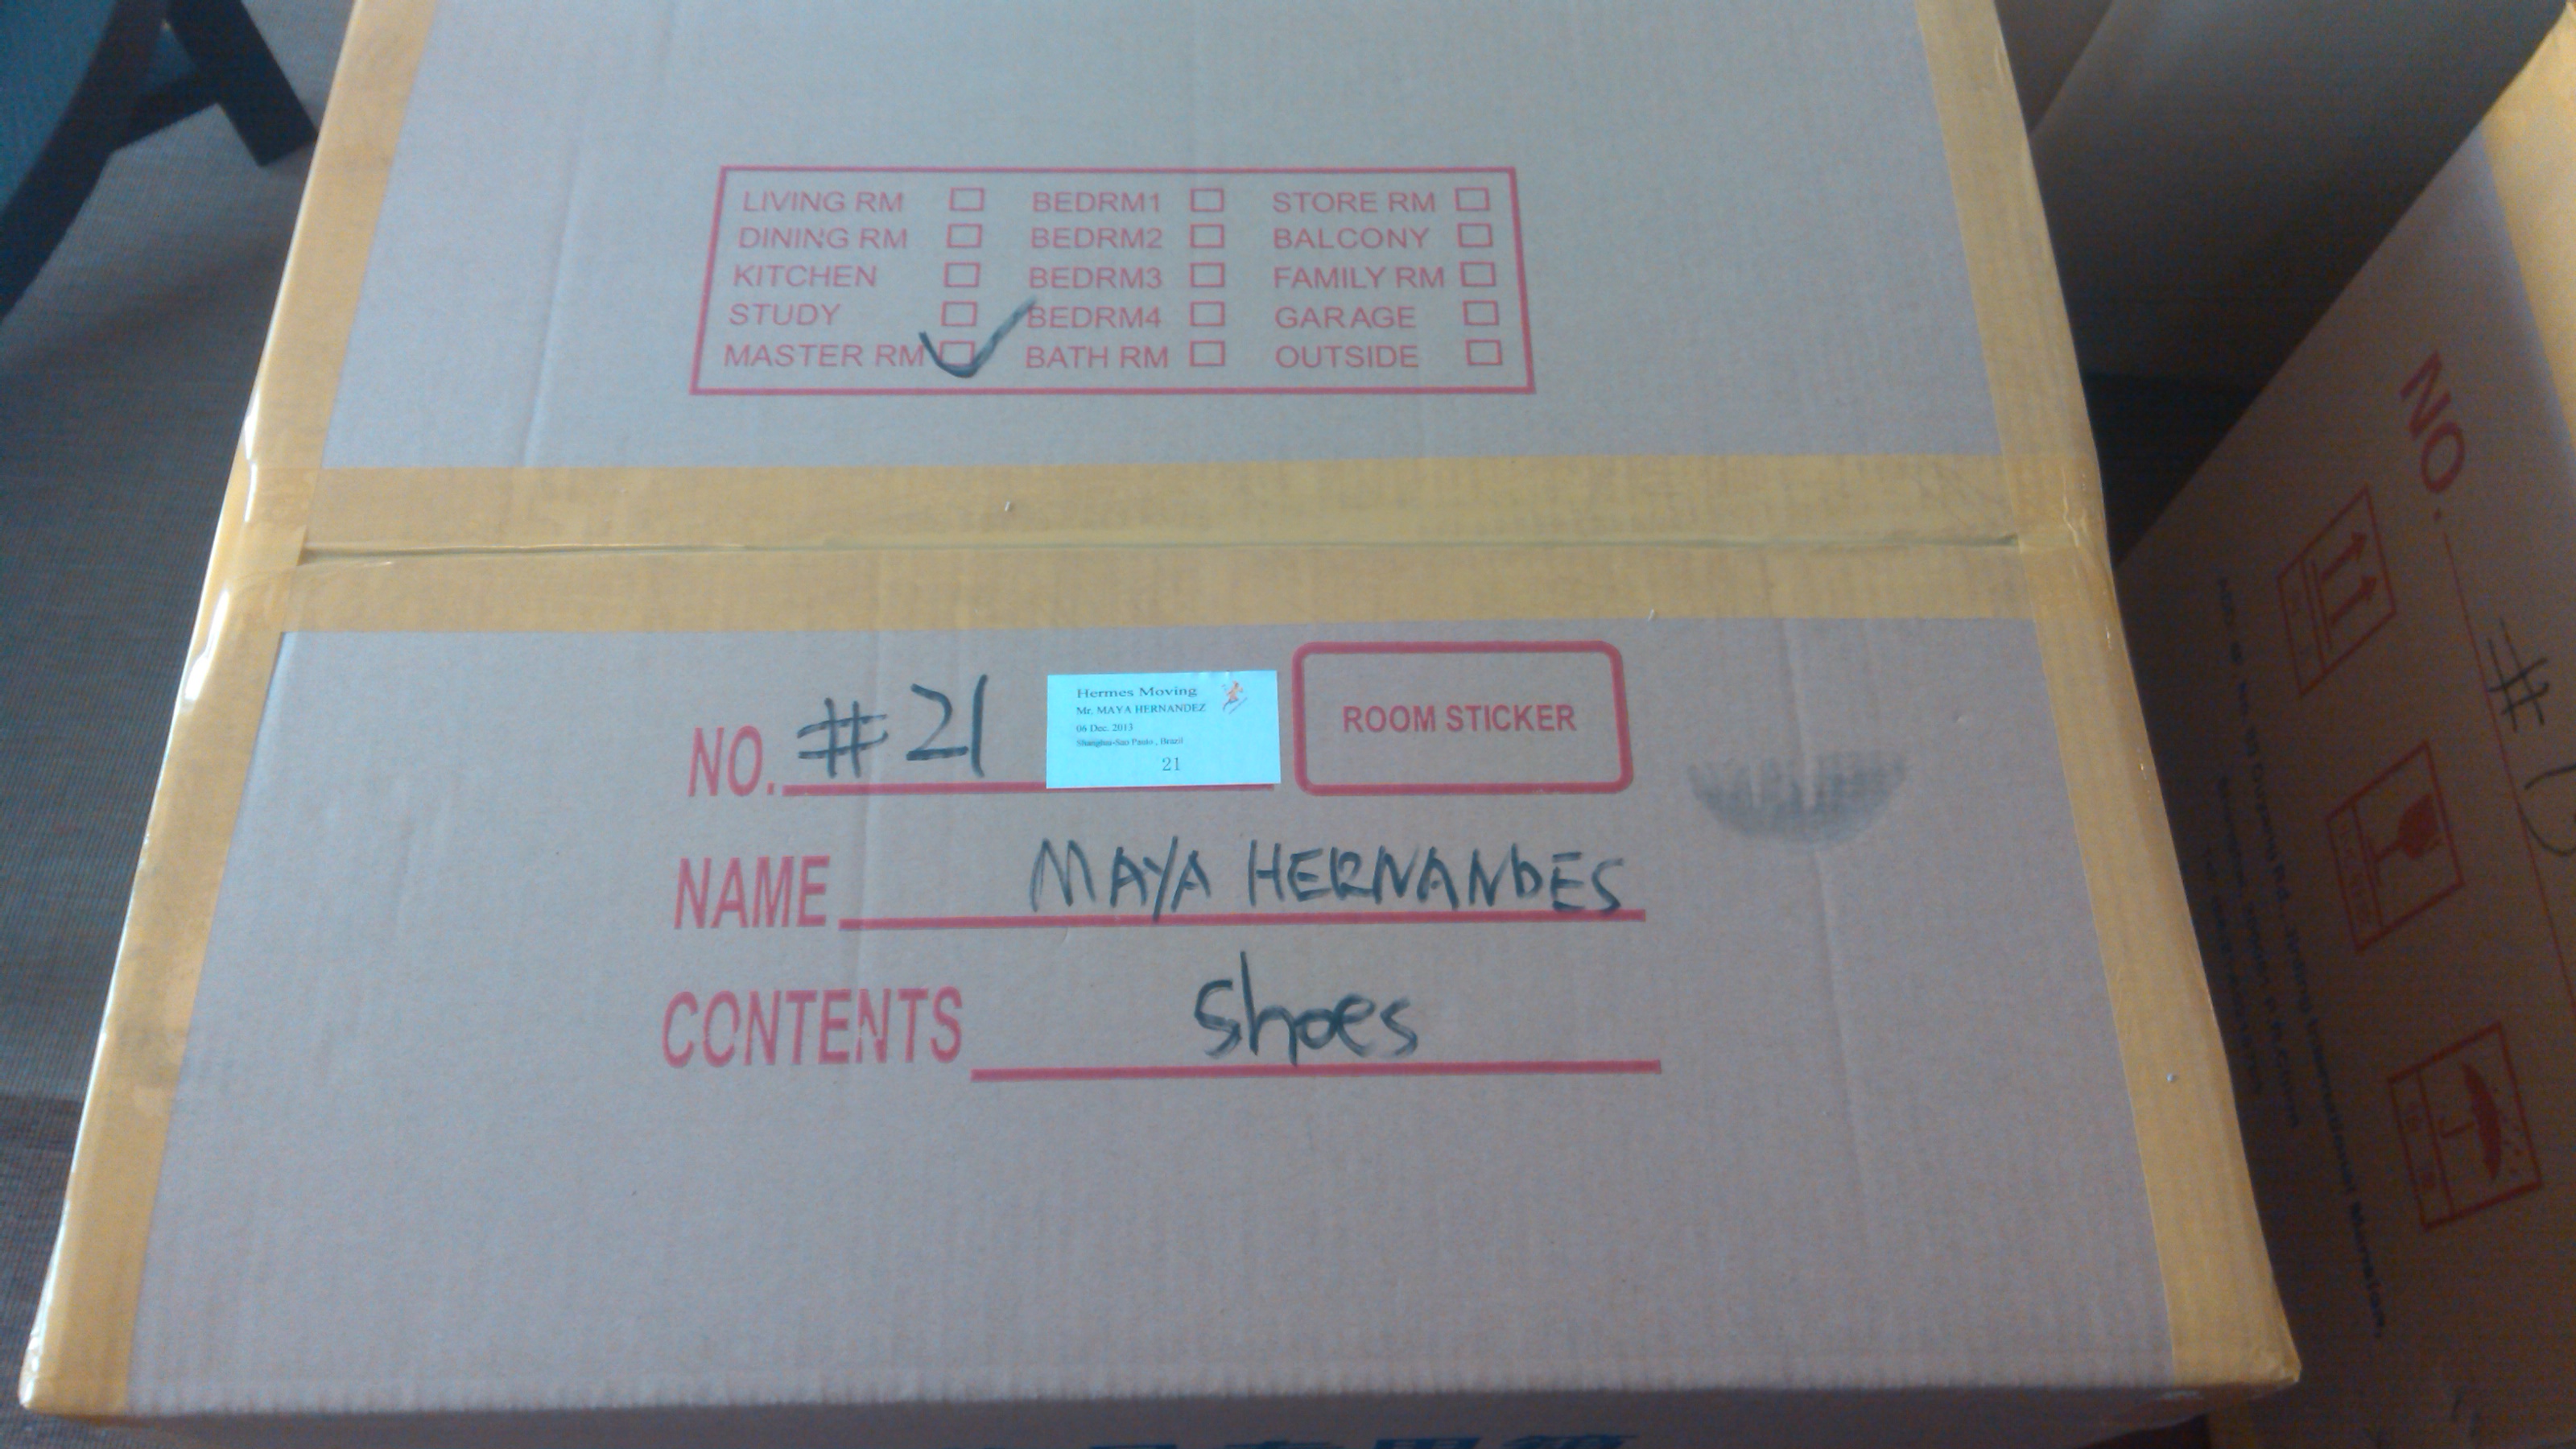 LIVING RM BEDRM1 STORE RM
DINING RM BEDRM2 BALCONY
KITCHEN BEDRM3 FAMILY RM
STUDY BEDRM4 GARAGE
MASTER RM BATH RM OUTSIDE
NO. #21
Hermes Moving
Mr. MAYA HERNANDEZ
06 Dec. 2013
Shanghai-Sao Paulo , Brazil
21
ROOM STICKER
NAME MAYA HERNANDES
CONTENTS Shoes
NO.
#